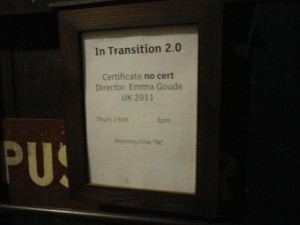 In Transition 2.0
Certificate no cert
Director: Emma Goude
UK 2011
Thurs 2 Feb 6pm
Running time TBC
PUS